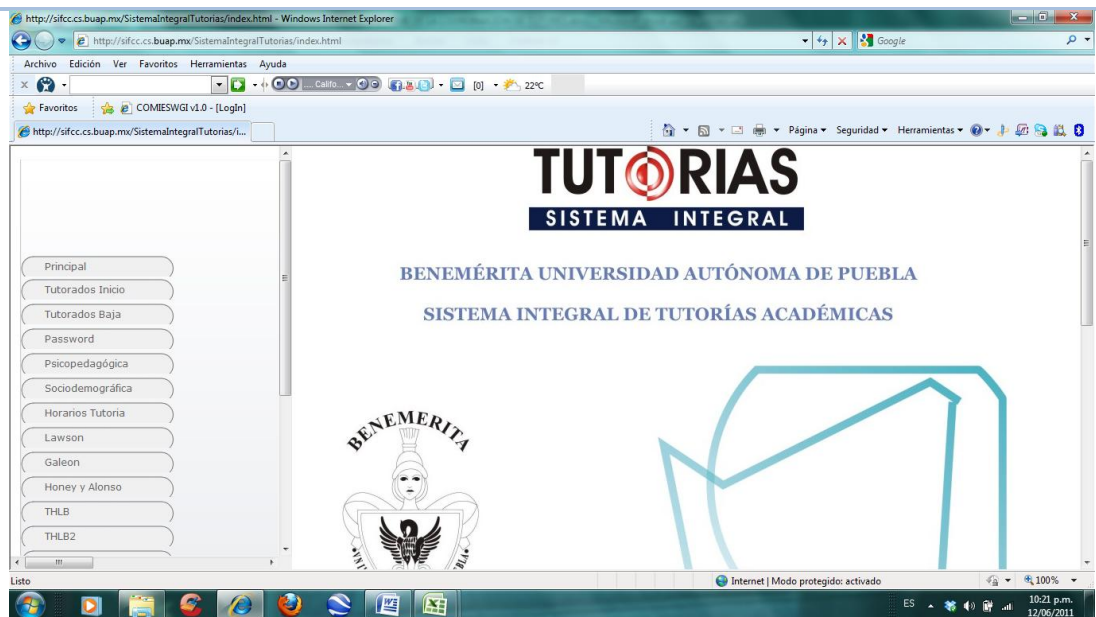 http://sifcc.cs.buap.mx/SistemaIntegralTutorias/index.html - Windows Internet Explorer
http://sifcc.cs.buap.mx/SistemaIntegralTutorias/index.html
Google
Archivo Edición Ver Favoritos Herramientas Ayuda
.... Califo... [0] 22ºC
Favoritos COMIESWGI v1.0 - [LogIn]
http://sifcc.cs.buap.mx/SistemaIntegralTutorias/i...
Página Seguridad Herramientas
TUTORIAS
SISTEMA INTEGRAL
BENEMÉRITA UNIVERSIDAD AUTÓNOMA DE PUEBLA
SISTEMA INTEGRAL DE TUTORÍAS ACADÉMICAS
Principal
Tutorados Inicio
Tutorados Baja
Password
Psicopedagógica
Sociodemográfica
Horarios Tutoria
Lawson
Galeon
Honey y Alonso
THLB
THLB2
BENEMERITA
Listo
Internet | Modo protegido: activado
100%
ES
10:21 p.m.
12/06/2011